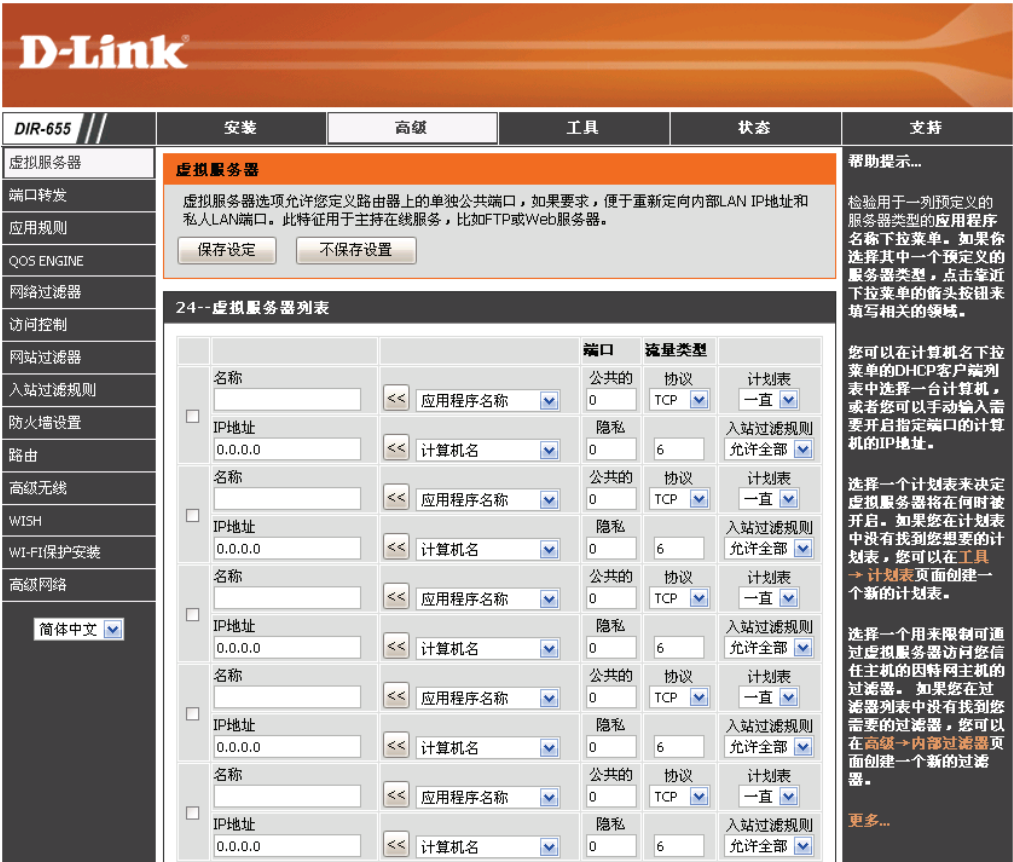 D-Link
DIR-655
安装
高级
工具
状态
支持
虚拟服务器
端口转发
应用规则
QOS ENGINE
网络过滤器
访问控制
网站过滤器
入站过滤规则
防火墙设置
路由
高级无线
WISH
WI-FI保护安装
高级网络
简体中文
虚拟服务器
虚拟服务器选项允许您定义路由器上的单独公共端口，如果要求，便于重新定向内部LAN IP地址和
私人LAN端口。此特征用于主持在线服务，比如FTP或Web服务器。
保存设定
不保存设置
24--虚拟服务器列表
端口 流量类型
名称 公共的 协议 计划表
<< 应用程序名称 0 TCP 一直
IP地址 隐私 入站过滤规则
0.0.0.0 << 计算机名 0 6 允许全部
名称 公共的 协议 计划表
<< 应用程序名称 0 TCP 一直
IP地址 隐私 入站过滤规则
0.0.0.0 << 计算机名 0 6 允许全部
名称 公共的 协议 计划表
<< 应用程序名称 0 TCP 一直
IP地址 隐私 入站过滤规则
0.0.0.0 << 计算机名 0 6 允许全部
名称 公共的 协议 计划表
<< 应用程序名称 0 TCP 一直
IP地址 隐私 入站过滤规则
0.0.0.0 << 计算机名 0 6 允许全部
名称 公共的 协议 计划表
<< 应用程序名称 0 TCP 一直
IP地址 隐私 入站过滤规则
0.0.0.0 << 计算机名 0 6 允许全部
帮助提示...
检验用于一列预定义的
服务器类型的应用程序
名称下拉菜单。如果你
选择其中一个预定义的
服务器类型，点击靠近
下拉菜单的箭头按钮来
填写相关的领域。
您可以在计算机名下拉
菜单的DHCP客户端列
表中选择一台计算机，
或者您可以手动输入需
要开启指定端口的计算
机的IP地址。
选择一个计划表来决定
虚拟服务器将在何时被
开启。如果您在计划表
中没有找到您想要的计
划表，您可以在工具
→ 计划表页面创建一
个新的计划表。
选择一个用来限制可通
过虚拟服务器访问您信
任主机的因特网主机的
过滤器。 如果您在过
滤器列表中没有找到您
需要的过滤器，您可以
在高级→内部过滤器页
面创建一个新的过滤
器。
更多...